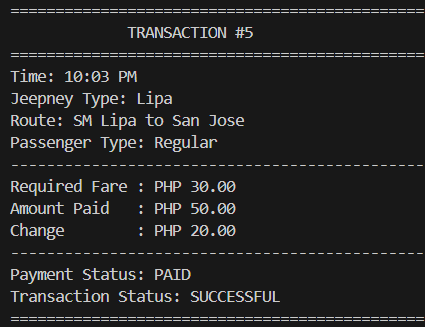 ===============================================
TRANSACTION #5
===============================================
Time: 10:03 PM
Jeepney Type: Lipa
Route: SM Lipa to San Jose
Passenger Type: Regular
-----------------------------------------------
Required Fare : PHP 30.00
Amount Paid   : PHP 50.00
Change        : PHP 20.00
-----------------------------------------------
Payment Status: PAID
Transaction Status: SUCCESSFUL
===============================================